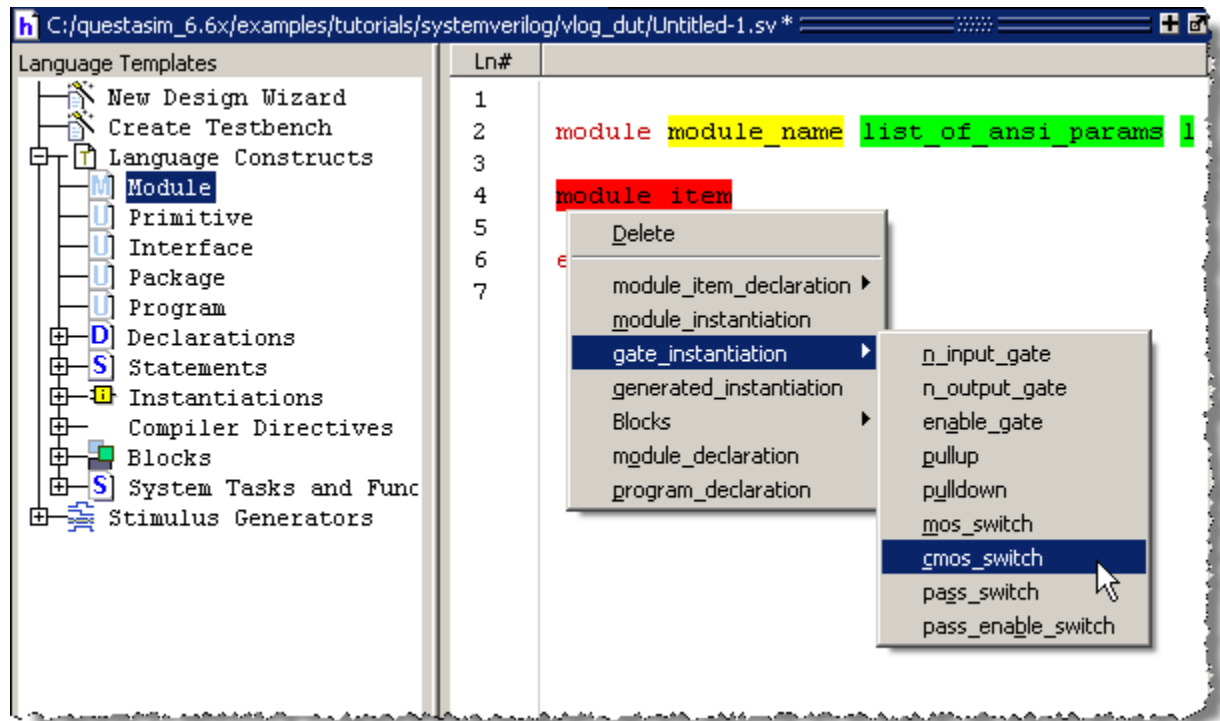 h C:/questasim_6.6x/examples/tutorials/systemverilog/vlog_dut/Untitled-1.sv *
Language Templates
New Design Wizard
Create Testbench
T Language Constructs
M Module
U Primitive
U Interface
U Package
U Program
D Declarations
S Statements
Instantiations
Compiler Directives
Blocks
S System Tasks and Func
Stimulus Generators
Ln#
1
2 module module_name list_of_ansi_params l
3
4 module_item
5
6 e
7
Delete
module_item_declaration
module_instantiation
gate_instantiation
generated_instantiation
Blocks
module_declaration
program_declaration
n_input_gate
n_output_gate
enable_gate
pullup
pulldown
mos_switch
cmos_switch
pass_switch
pass_enable_switch